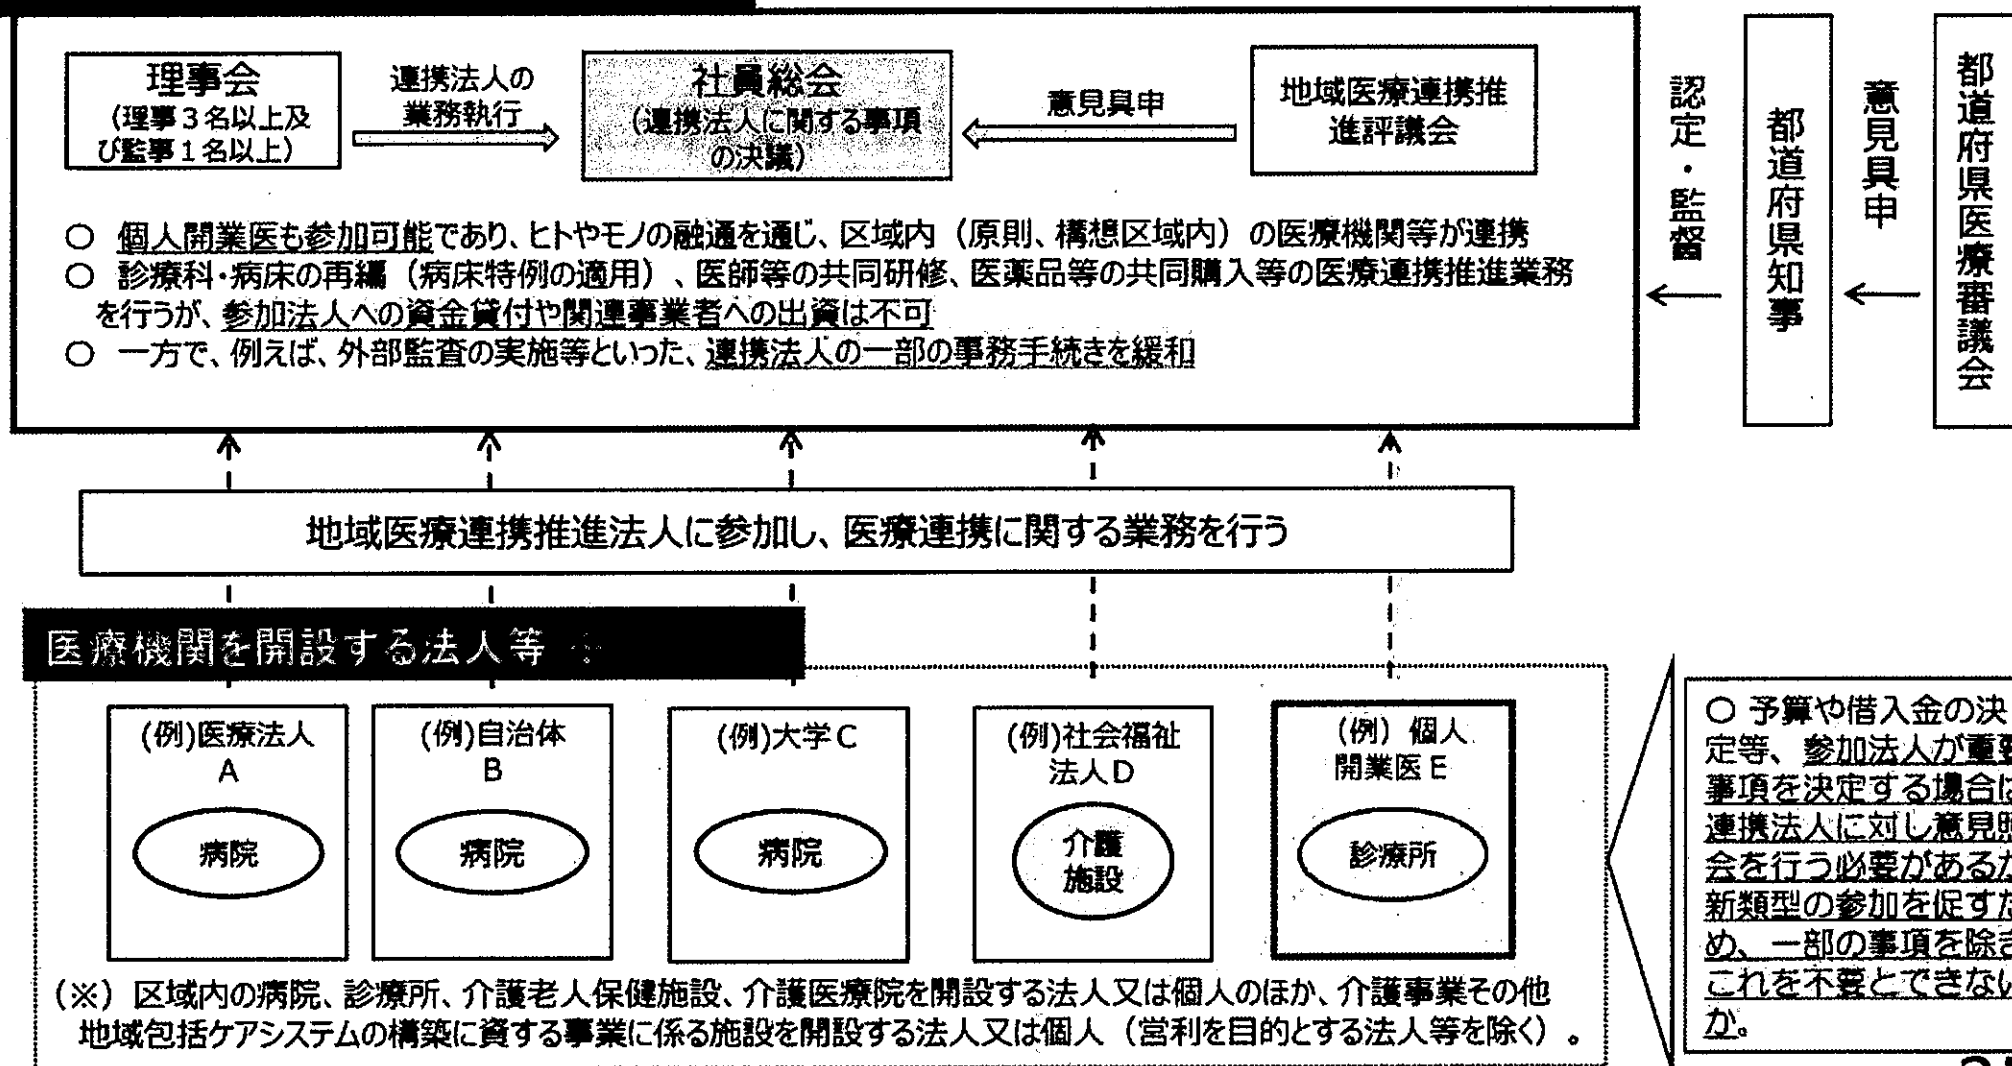 理事会
(理事3名以上及
び監事1名以上)
連携法人の
業務執行
社員総会
(連携法人に関する事項
の決議)
意見具申
地域医療連携推
進評議会
認定・監督
都道府県知事
意見具申
都道府県医療審議会
○ 個人開業医も参加可能であり、ヒトやモノの融通を通じ、区域内（原則、構想区域内）の医療機関等が連携
○ 診療科・病床の再編（病床特例の適用）、医師等の共同研修、医薬品等の共同購入等の医療連携推進業務
を行うが、参加法人への資金貸付や関連事業者への出資は不可
○ 一方で、例えば、外部監査の実施等といった、連携法人の一部の事務手続きを緩和
地域医療連携推進法人に参加し、医療連携に関する業務を行う
医療機関を開設する法人等
(例)医療法人
A
病院
(例)自治体
B
病院
(例)大学C
病院
(例)社会福祉
法人D
介護
施設
(例) 個人
開業医E
診療所
(※) 区域内の病院、診療所、介護老人保健施設、介護医療院を開設する法人又は個人のほか、介護事業その他
地域包括ケアシステムの構築に資する事業に係る施設を開設する法人又は個人（営利を目的とする法人等を除く）。
○ 予算や借入金の決
定等、参加法人が重要
事項を決定する場合は
連携法人に対し意見照
会を行う必要があるが
新類型の参加を促すた
め、一部の事項を除き
これを不要とできない
か。